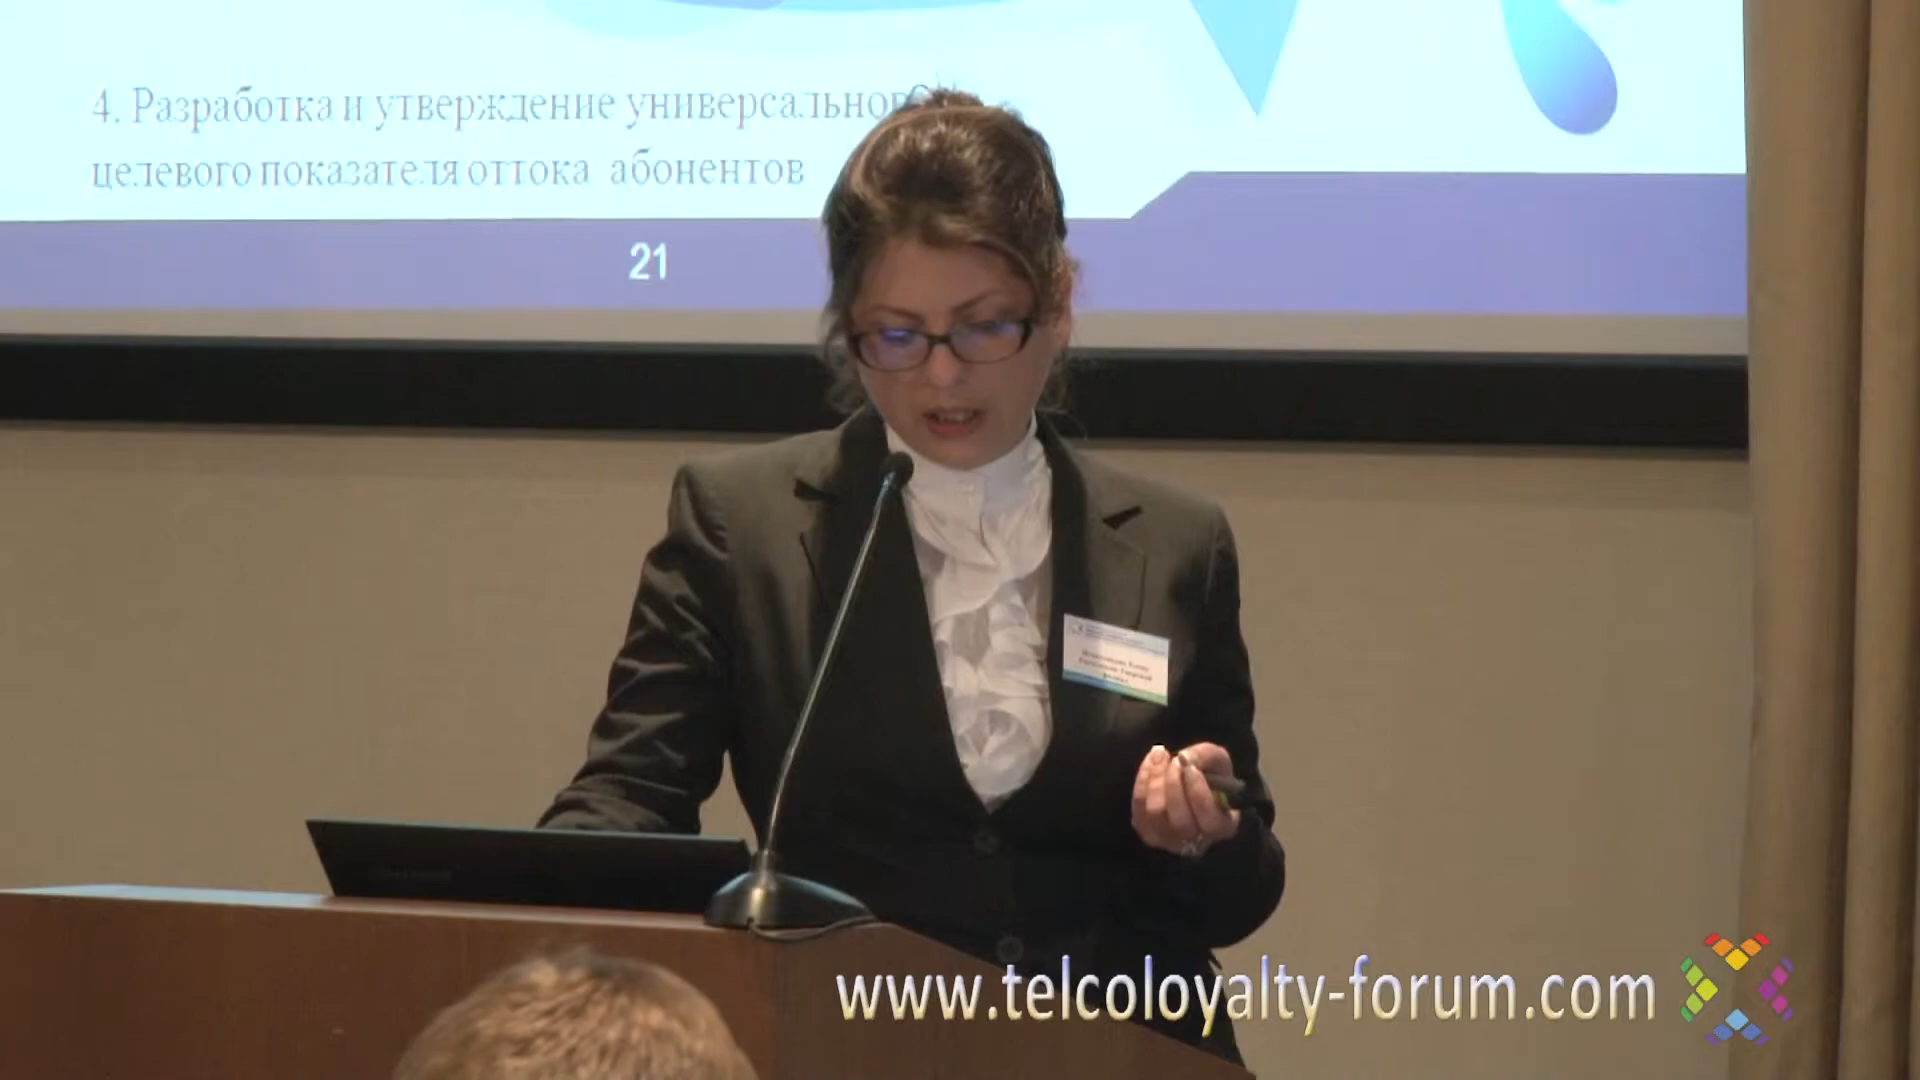 4. Разработка и утверждение универсального
целевого показателя оттока абонентов
21
www.telcoloyalty-forum.com